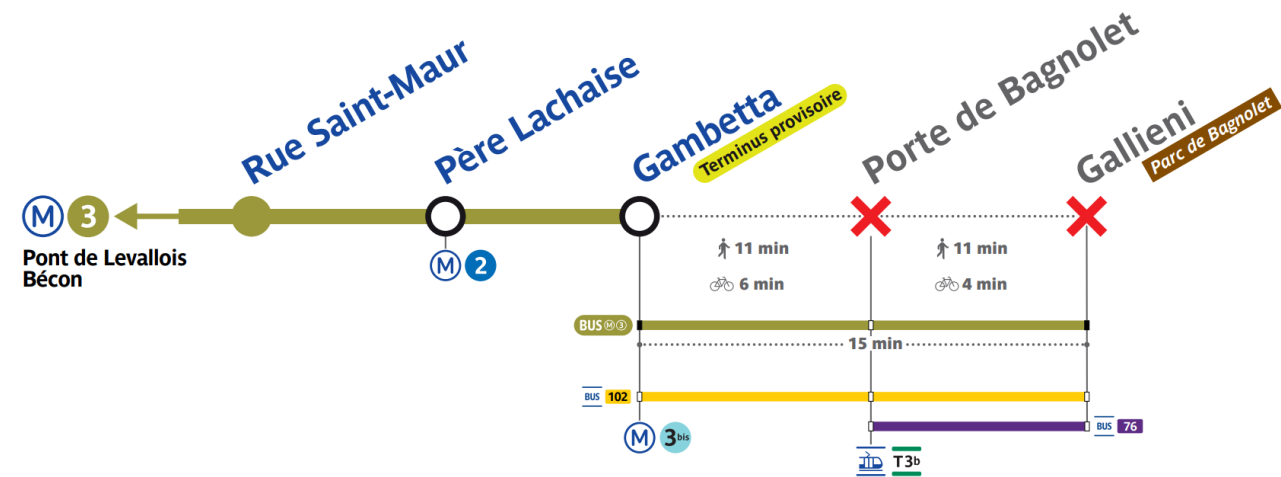 Rue Saint-Maur
Père Lachaise
Gambetta
Terminus provisoire
Porte de Bagnolet
Gallieni
Parc de Bagnolet
M 3
Pont de Levallois
Bécon
M 2
11 min
11 min
6 min
4 min
BUS M 3
15 min
BUS 102
BUS 76
M 3bis
T3b